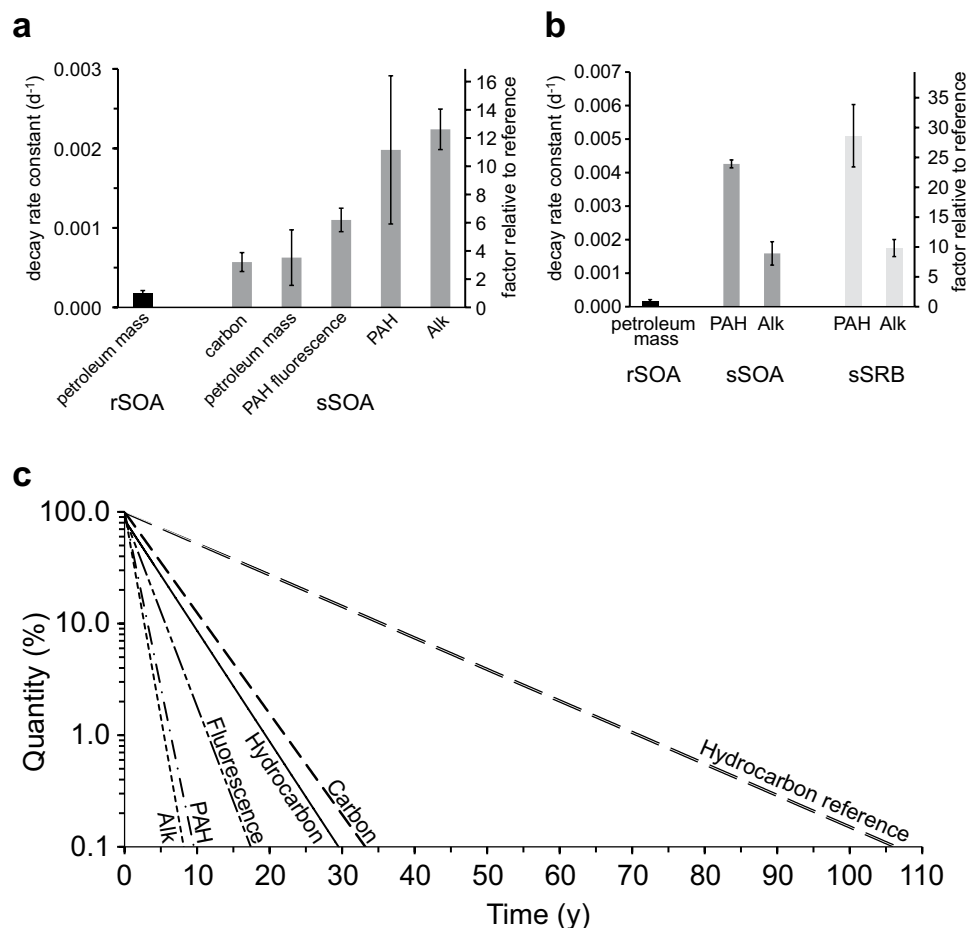 a
decay rate constant (d⁻¹)
0.003
0.002
0.001
0.000
16
14
12
10
8
6
4
2
0
factor relative to reference
petroleum mass
carbon
petroleum mass
PAH fluorescence
PAH
Alk
rSOA
sSOA
b
decay rate constant (d⁻¹)
0.007
0.006
0.005
0.004
0.003
0.002
0.001
0.000
35
30
25
20
15
10
5
0
factor relative to reference
petroleum
mass
PAH Alk
PAH Alk
rSOA
sSOA
sSRB
c
Quantity (%)
100.0
10.0
1.0
0.1
Alk
PAH
Fluorescence
Hydrocarbon
Carbon
Hydrocarbon reference
0 10 20 30 40 50 60 70 80 90 100 110
Time (y)